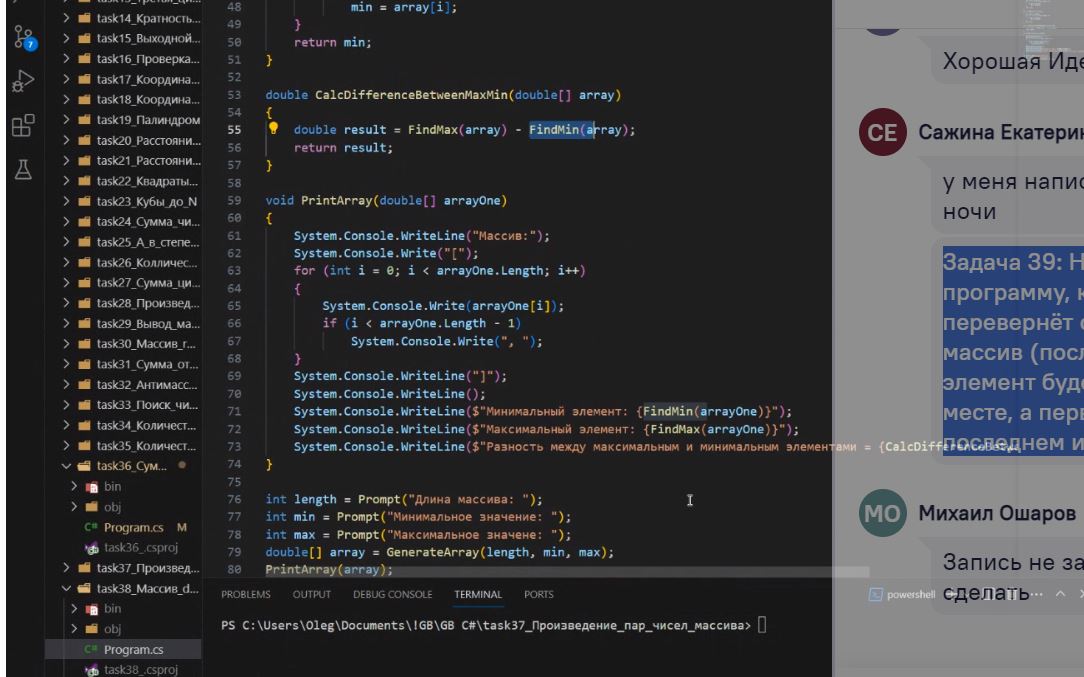 task14_Кратность...
task15_Выходной...
task16_Проверка...
task17_Координа...
task18_Координа...
task19_Палиндром
task20_Расстояни...
task21_Расстояни...
task22_Квадраты...
task23_Кубы_до_N
task24_Сумма_чи...
task25_А_в_степе...
task26_Колличес...
task27_Сумма_ци...
task28_Произвед...
task29_Вывод_ма...
task30_Массив_г...
task31_Сумма_от...
task32_Антимасс...
task33_Поиск_чи...
task34_Количест...
task35_Количест...
task36_Сум...
bin
obj
C# Program.cs M
task36_.csproj
task37_Произвед...
task38_Массив_d...
bin
obj
C# Program.cs
task38_.csproj
7
48 min = array[i];
49 }
50 return min;
51 }
52
53 double CalcDifferenceBetweenMaxMin(double[] array)
54 {
55 double result = FindMax(array) - FindMin(array);
56 return result;
57 }
58
59 void PrintArray(double[] arrayOne)
60 {
61 System.Console.WriteLine("Массив:");
62 System.Console.Write("[");
63 for (int i = 0; i < arrayOne.Length; i++)
64 {
65 System.Console.Write(arrayOne[i]);
66 if (i < arrayOne.Length - 1)
67 System.Console.Write(", ");
68 }
69 System.Console.WriteLine("]");
70 System.Console.WriteLine();
71 System.Console.WriteLine($"Минимальный элемент: {FindMin(arrayOne)}");
72 System.Console.WriteLine($"Максимальный элемент: {FindMax(arrayOne)}");
73 System.Console.WriteLine($"Разность между максимальным и минимальным элементами = {CalcDifferenceBetw
74 }
75
76 int length = Prompt("Длина массива: ");
77 int min = Prompt("Минимальное значение: ");
78 int max = Prompt("Максимальное значене: ");
79 double[] array = GenerateArray(length, min, max);
80 PrintArray(array);
PROBLEMS OUTPUT DEBUG CONSOLE TERMINAL PORTS
powershell
PS C:\Users\Oleg\Documents\!GB\GB C#\task37_Произведение_пар_чисел_массива>
Хорошая Иде
СЕ Сажина Екатерин
у меня напис
ночи
Задача 39: Н
программу, к
перевернёт о
массив (посл
элемент буде
месте, а перв
последнем и
МО Михаил Ошаров
Запись не за
сделать